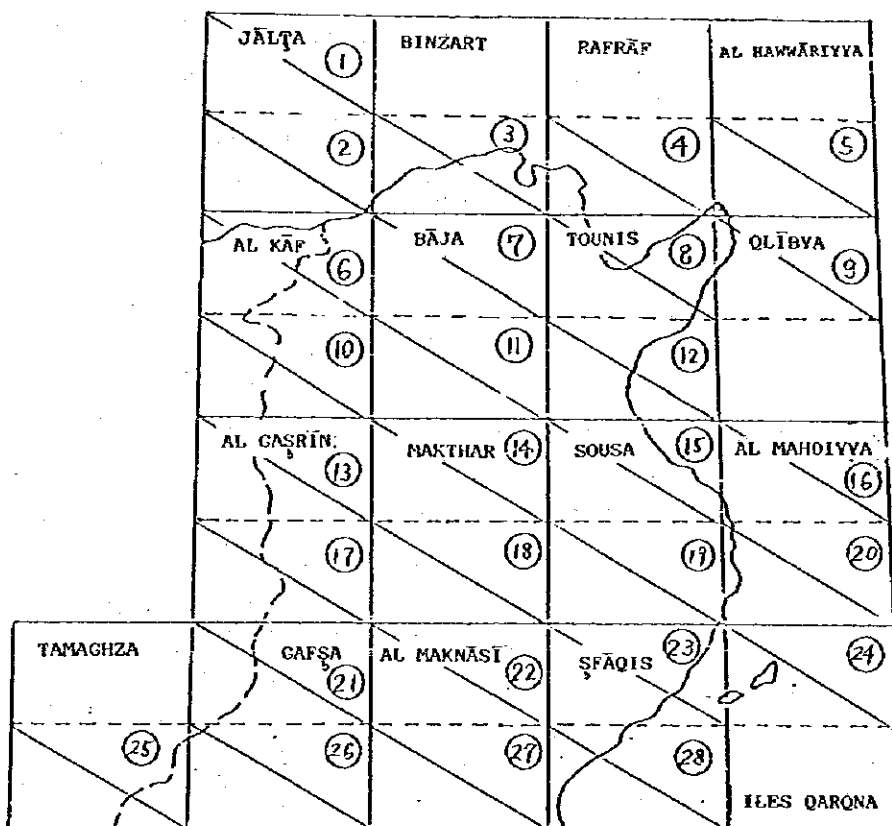 JĀLṬA ① BINZART RAFRĀF AL HAWWĀRIYYA
② ③ ④ ⑤
AL KĀF ⑥ BĀJA ⑦ TOUNIS ⑧ QLĪBYA ⑨
⑩ ⑪ ⑫
AL GASRĪN ⑬ MAKTHAR ⑭ SOUSA ⑮ AL MAHDIYYA ⑯
⑰ ⑱ ⑲ ⑳
TAMAGHZA GAFṢA ㉑ AL MAKNĀSĪ ㉒ ṢFĀQIS ㉓ ㉔
㉕ ㉖ ㉗ ㉘
ILES QARQNA